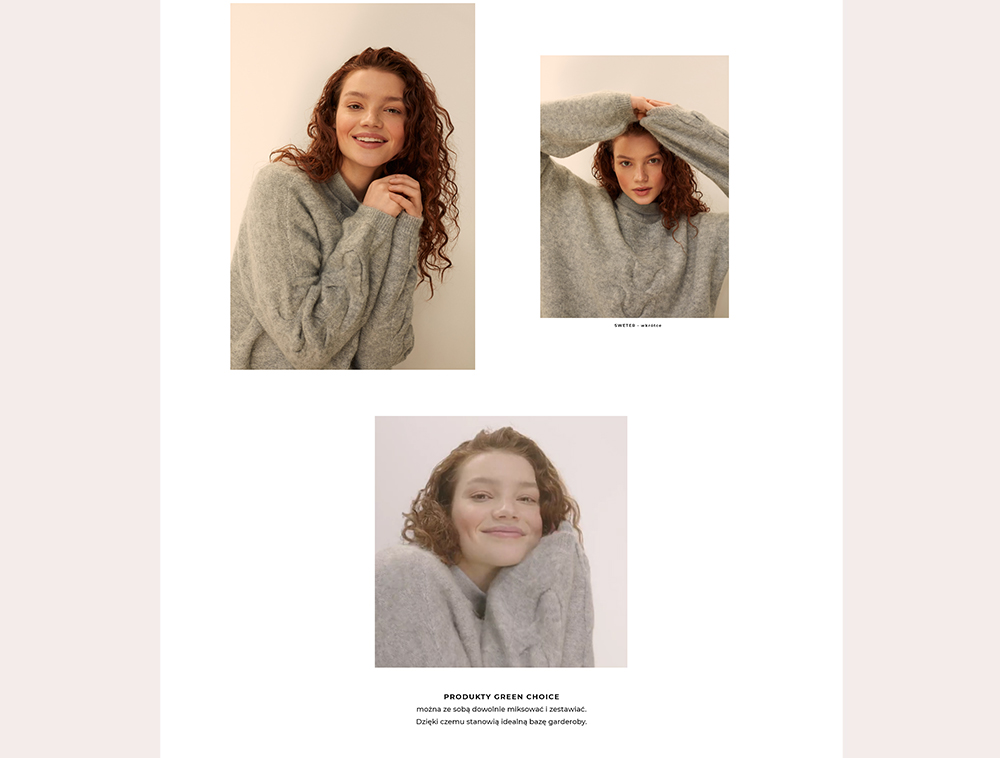 SWETER - wkrótce
PRODUKTY GREEN CHOICE
można ze sobą dowolnie miksować i zestawiać.
Dzięki czemu stanowią idealną bazę garderoby.